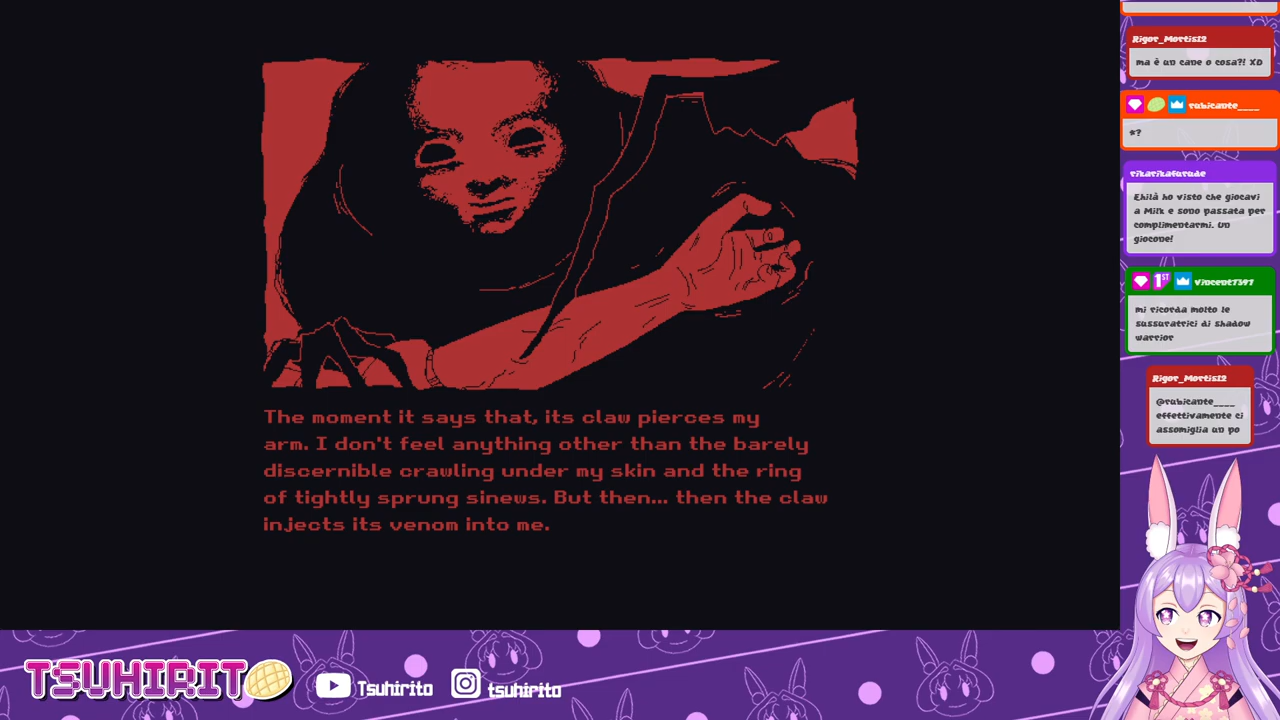 The moment it says that, its claw pierces my
arm. I don't feel anything other than the barely
discernible crawling under my skin and the ring
of tightly sprung sinews. But then... then the claw
injects its venom into me.
Rigor_Mortis12
ma è un cane o cosa?! XD
rubicante____
*?
rikarikafurude
Ehilà ho visto che giocavi
a Milk e sono passata per
complimentarmi. Un
giocone!
1ST
Vincent7397
mi ricorda molto le
sussuratrici di shadow
warrior
Rigor_Mortis12
@rubicante____
effettivamente ci
assomiglia un po
TSUHIRITO
Tsuhirito
tsuhirito